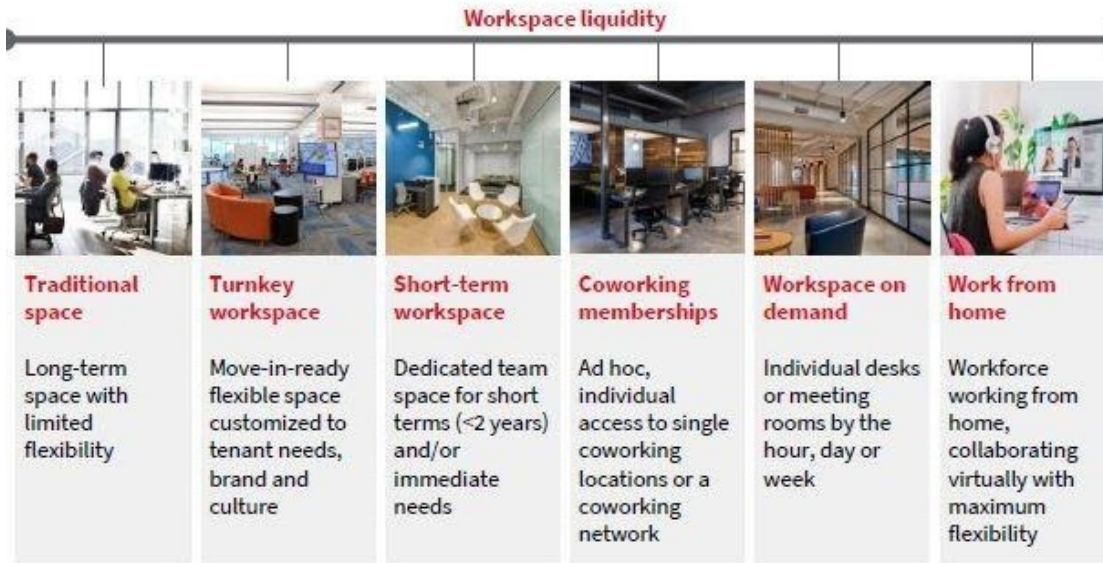 Workspace liquidity
Traditional
space
Long-term
space with
limited
flexibility
Turnkey
workspace
Move-in-ready
flexible space
customized to
tenant needs,
brand and
culture
Short-term
workspace
Dedicated team
space for short
terms (<2 years)
and/or
immediate
needs
Coworking
memberships
Ad hoc,
individual
access to single
coworking
locations or a
coworking
network
Workspace on
demand
Individual desks
or meeting
rooms by the
hour, day or
week
Work from
home
Workforce
working from
home,
collaborating
virtually with
maximum
flexibility